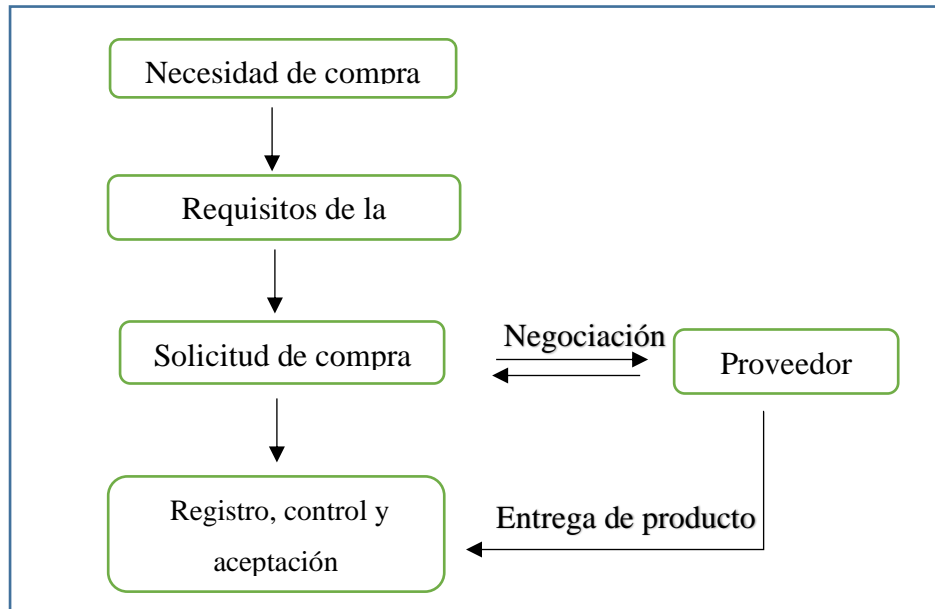 Necesidad de compra
Requisitos de la
Solicitud de compra
Negociación
Proveedor
Registro, control y
aceptación
Entrega de producto